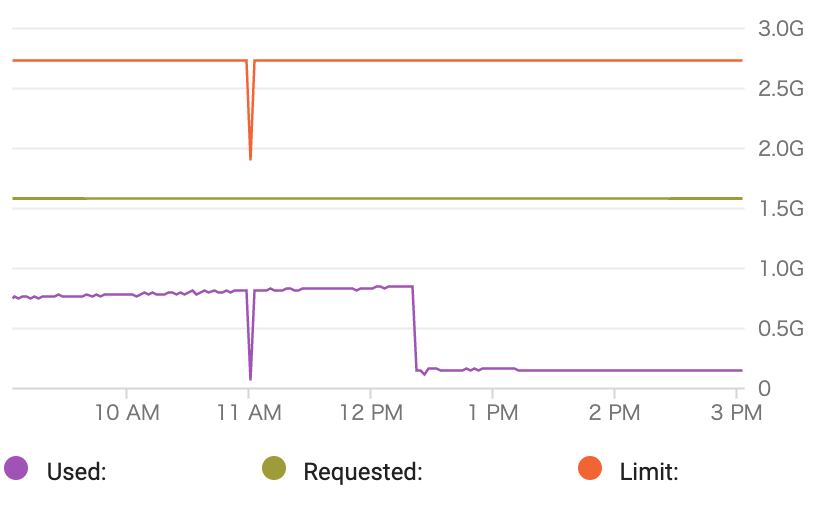 3.0G
2.5G
2.0G
1.5G
1.0G
0.5G
0
10 AM 11 AM 12 PM 1 PM 2 PM 3 PM
Used: Requested: Limit: